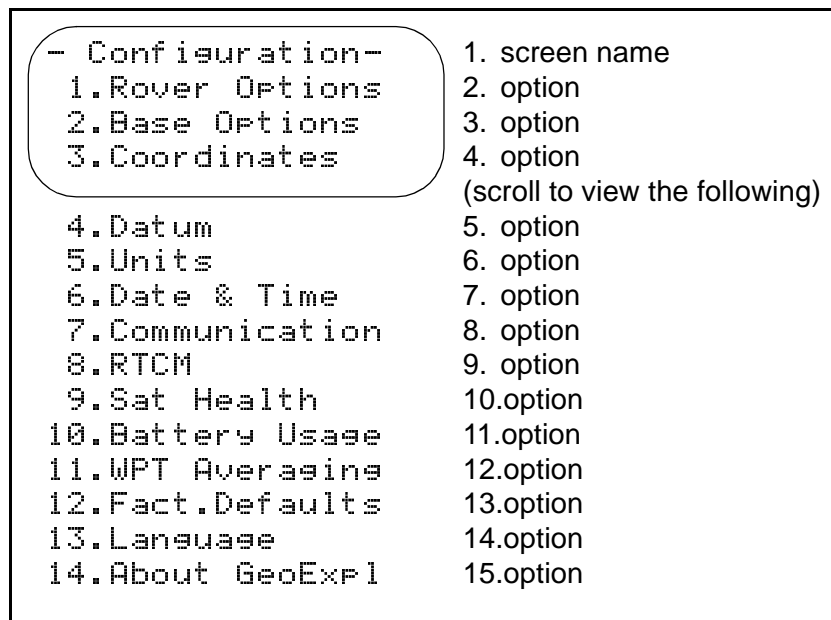 - Configuration- 1. screen name
1.Rover Options 2. option
2.Base Options 3. option
3.Coordinates 4. option
(scroll to view the following)
4.Datum 5. option
5.Units 6. option
6.Date & Time 7. option
7.Communication 8. option
8.RTCM 9. option
9.Sat Health 10.option
10.Battery Usage 11.option
11.WPT Averaging 12.option
12.Fact.Defaults 13.option
13.Language 14.option
14.About GeoExpl 15.option